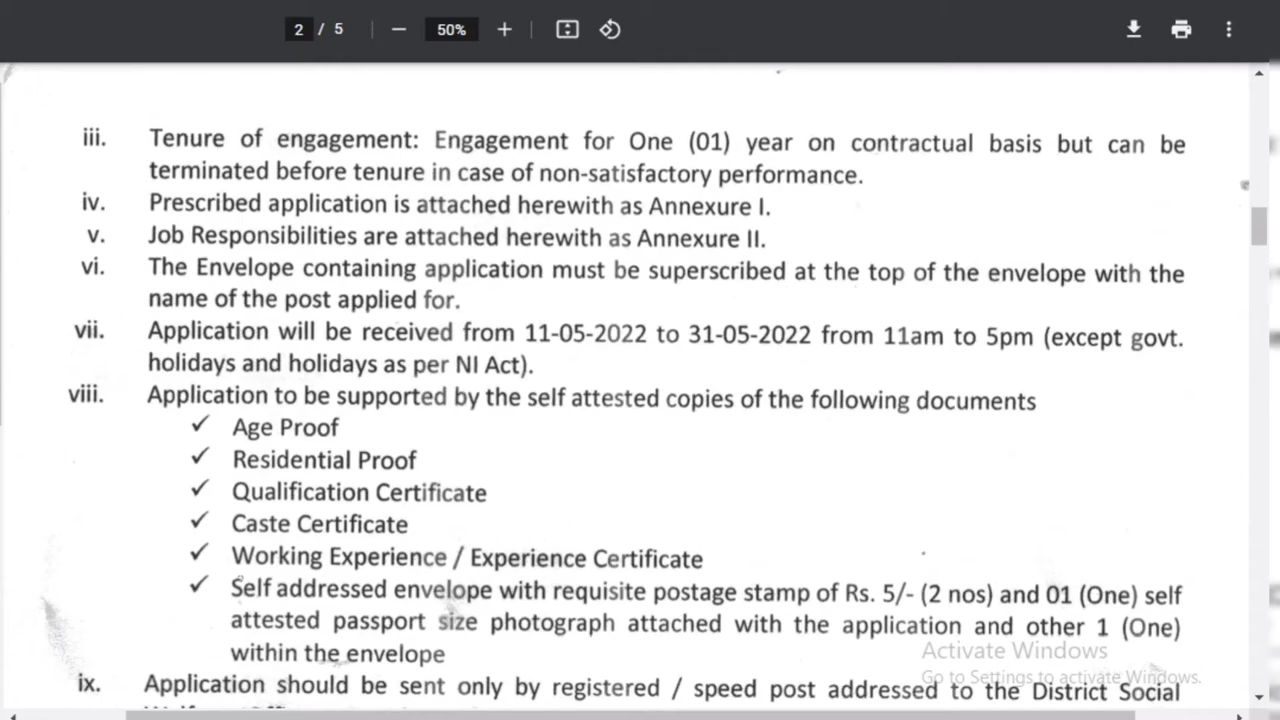 2 / 5 50%
iii. Tenure of engagement: Engagement for One (01) year on contractual basis but can be
terminated before tenure in case of non-satisfactory performance.
iv. Prescribed application is attached herewith as Annexure I.
v. Job Responsibilities are attached herewith as Annexure II.
vi. The Envelope containing application must be superscribed at the top of the envelope with the
name of the post applied for.
vii. Application will be received from 11-05-2022 to 31-05-2022 from 11am to 5pm (except govt.
holidays and holidays as per NI Act).
viii. Application to be supported by the self attested copies of the following documents
✓ Age Proof
✓ Residential Proof
✓ Qualification Certificate
✓ Caste Certificate
✓ Working Experience / Experience Certificate
✓ Self addressed envelope with requisite postage stamp of Rs. 5/- (2 nos) and 01 (One) self
attested passport size photograph attached with the application and other 1 (One)
within the envelope
Activate Windows
Go to Settings to activate Windows.
ix. Application should be sent only by registered / speed post addressed to the District Social